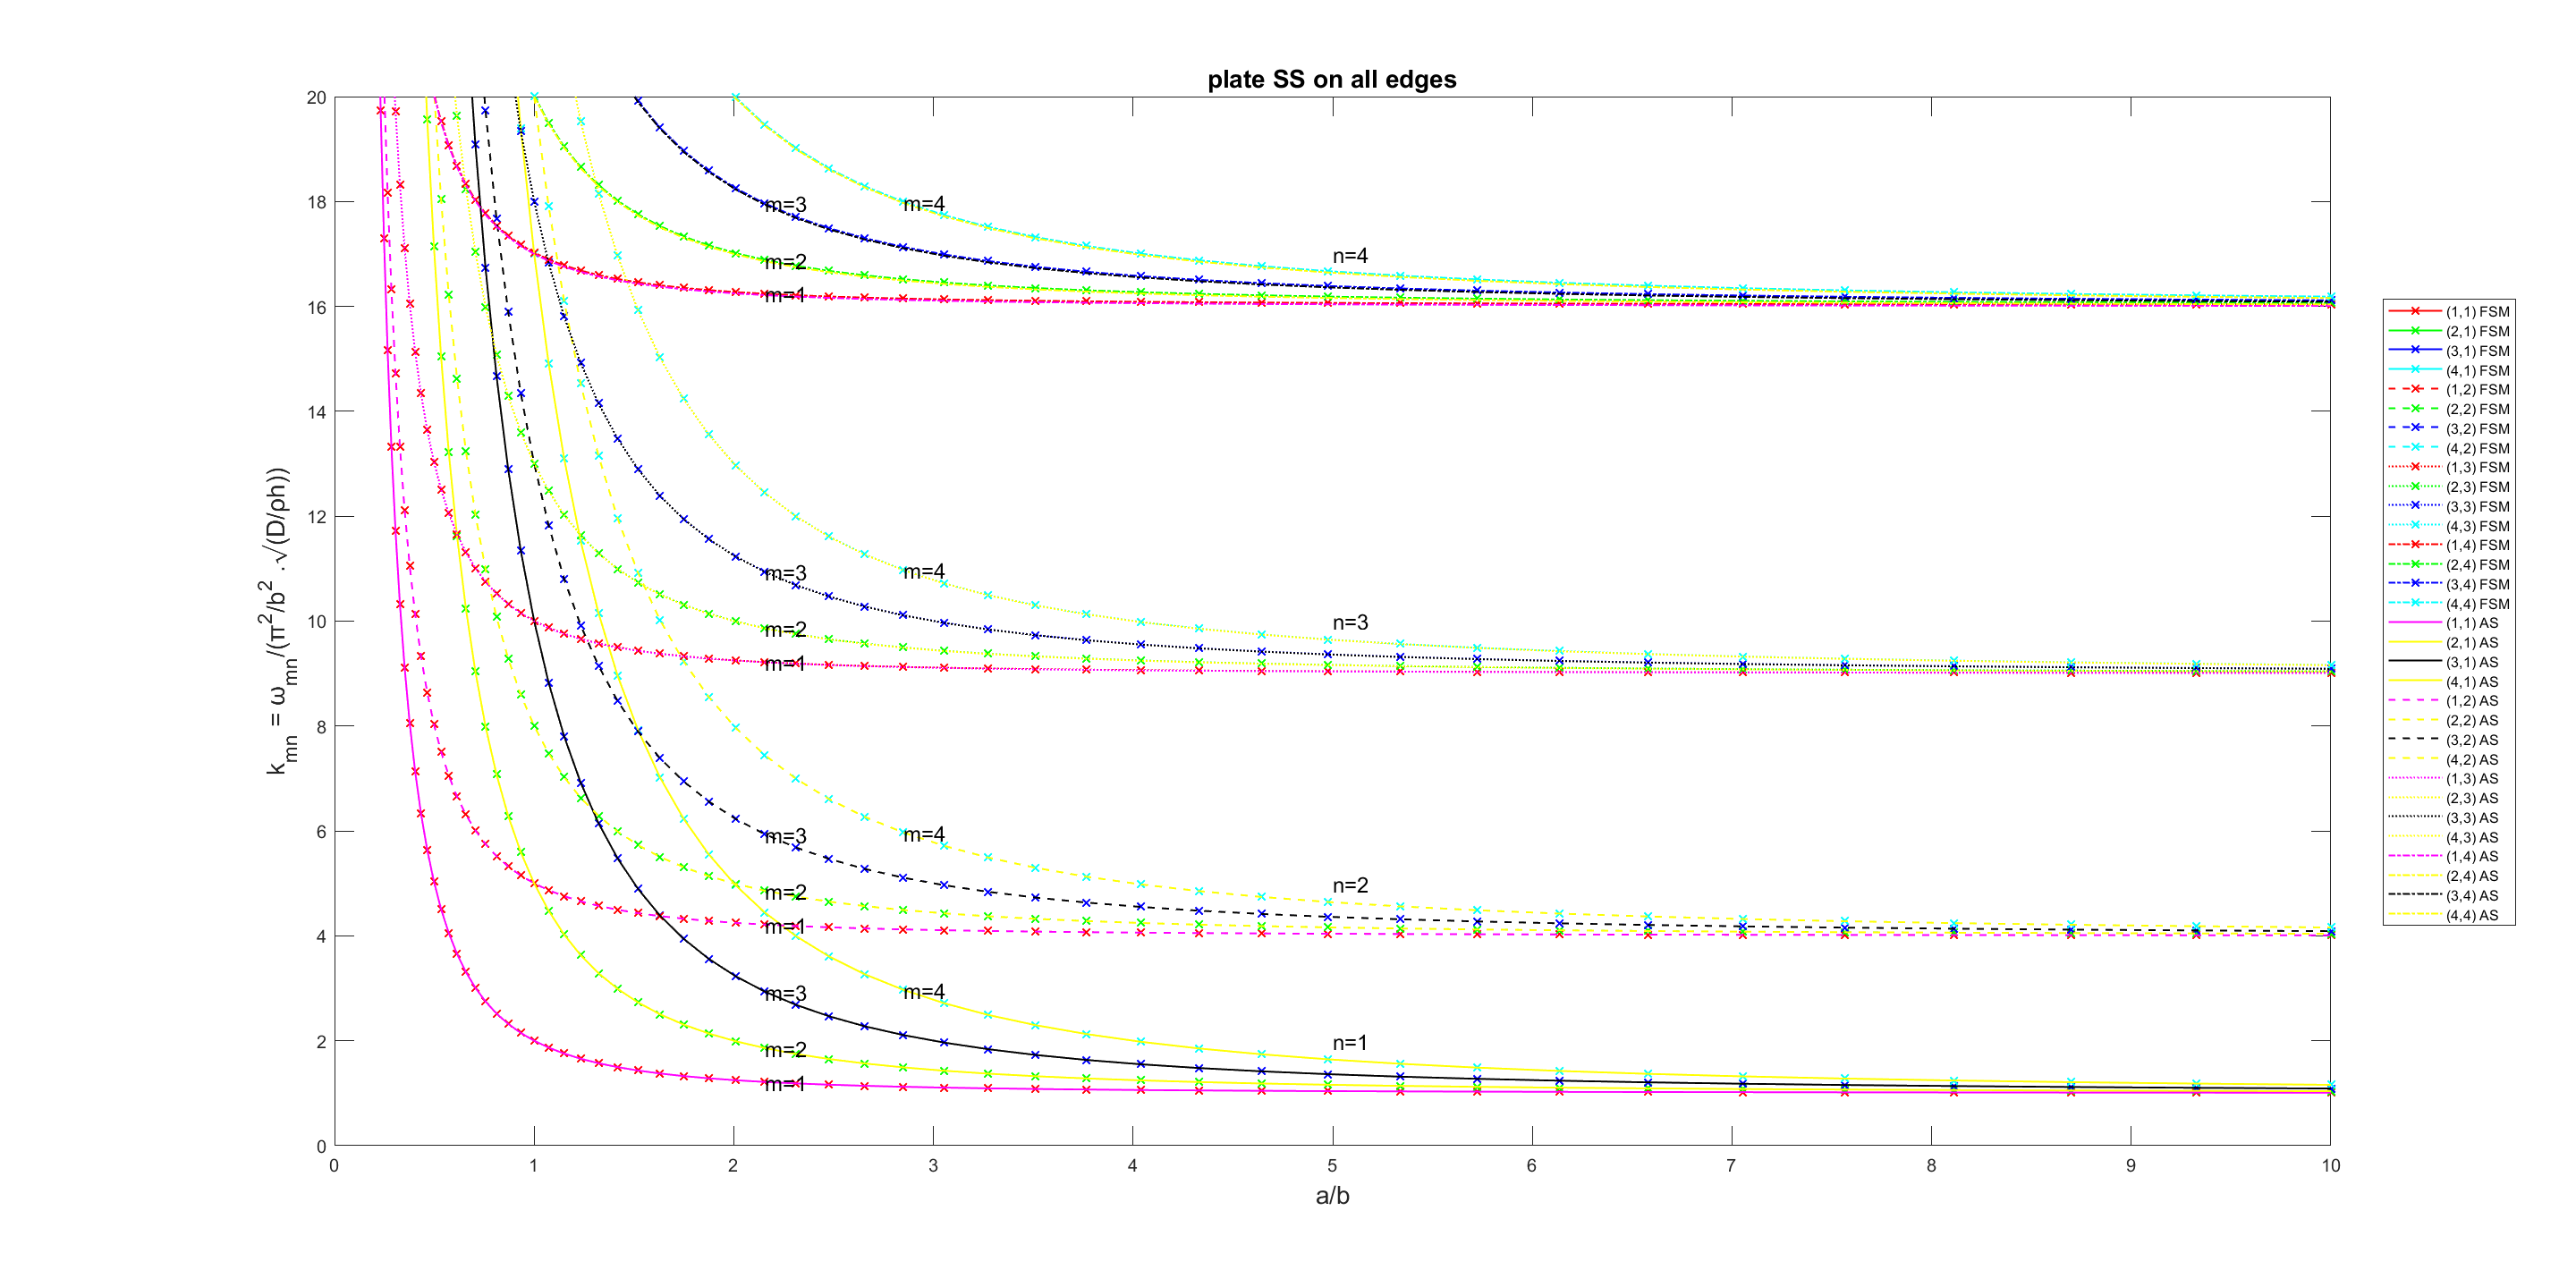 plate SS on all edges
20
18
16
14
12
10
8
6
4
2
0
0
1
2
3
4
5
6
7
8
9
10
a/b
k_mn = ω_mn/(π²/b² .√(D/ρh))
m=3
m=4
m=2
n=4
m=1
m=3
m=4
m=2
n=3
m=1
m=3
m=4
m=2
n=2
m=1
m=3
m=4
m=2
n=1
m=1
(1,1) FSM
(2,1) FSM
(3,1) FSM
(4,1) FSM
(1,2) FSM
(2,2) FSM
(3,2) FSM
(4,2) FSM
(1,3) FSM
(2,3) FSM
(3,3) FSM
(4,3) FSM
(1,4) FSM
(2,4) FSM
(3,4) FSM
(4,4) FSM
(1,1) AS
(2,1) AS
(3,1) AS
(4,1) AS
(1,2) AS
(2,2) AS
(3,2) AS
(4,2) AS
(1,3) AS
(2,3) AS
(3,3) AS
(4,3) AS
(1,4) AS
(2,4) AS
(3,4) AS
(4,4) AS